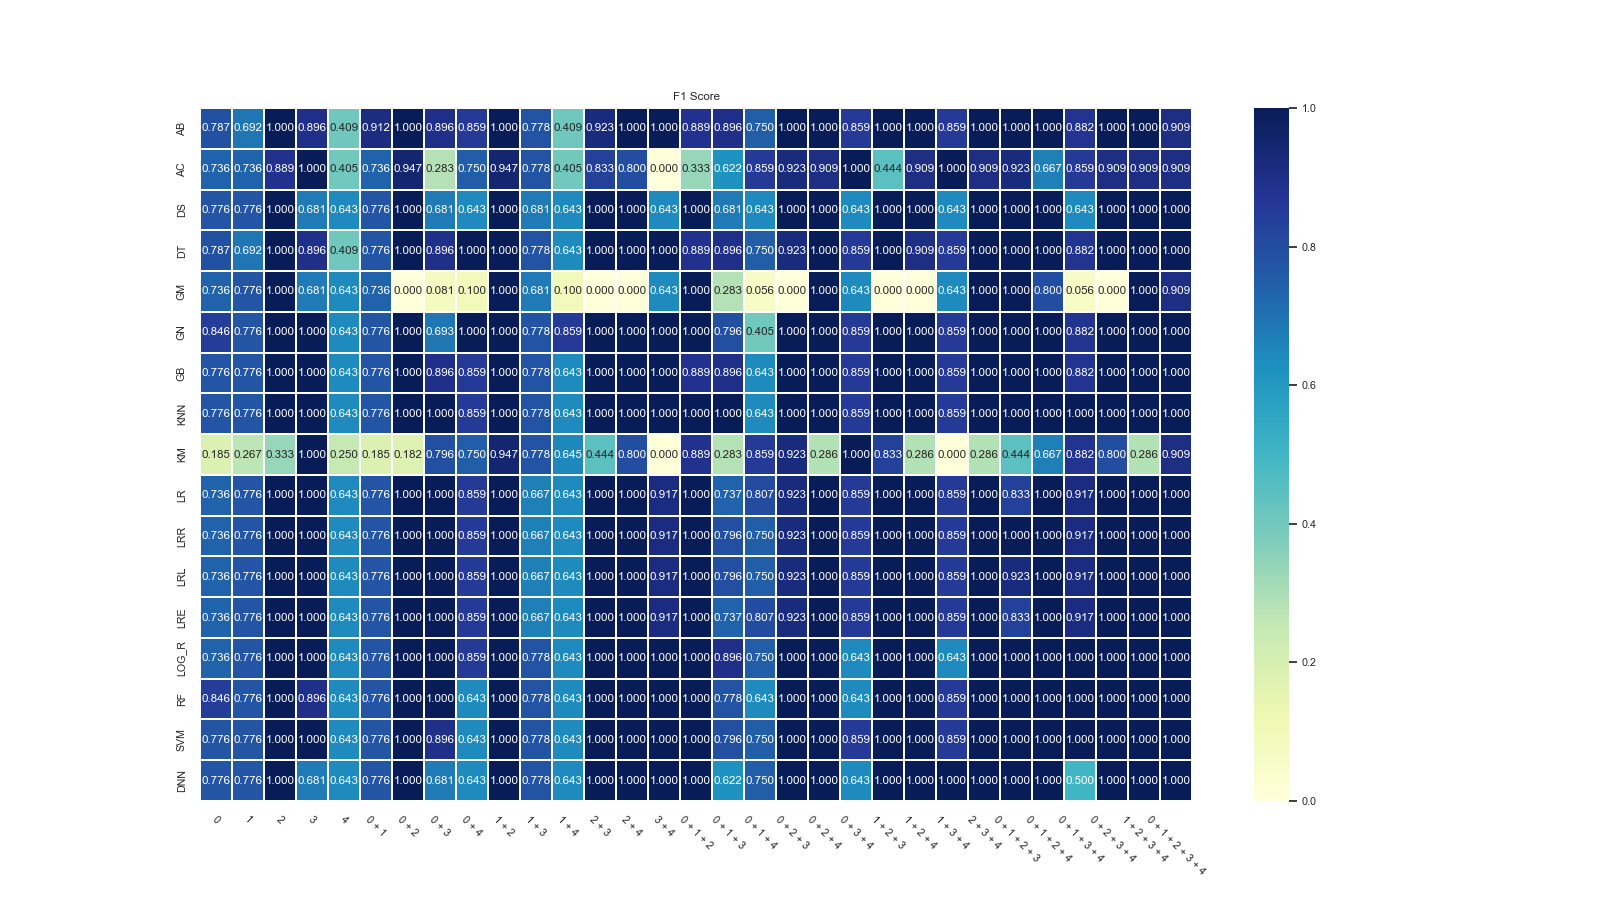 F1 Score
AB 0.787 0.692 1.000 0.896 0.409 0.912 1.000 0.896 0.859 1.000 0.778 0.409 0.923 1.000 1.000 0.889 0.896 0.750 1.000 1.000 0.859 1.000 1.000 0.859 1.000 1.000 1.000 0.882 1.000 1.000 0.909
AC 0.736 0.736 0.889 1.000 0.405 0.736 0.947 0.283 0.750 0.947 0.778 0.405 0.833 0.800 0.000 0.333 0.622 0.859 0.923 0.909 1.000 0.444 0.909 1.000 0.909 0.923 0.667 0.859 0.909 0.909 0.909
DS 0.776 0.776 1.000 0.681 0.643 0.776 1.000 0.681 0.643 1.000 0.681 0.643 1.000 1.000 0.643 1.000 0.681 0.643 1.000 1.000 0.643 1.000 1.000 0.643 1.000 1.000 1.000 0.643 1.000 1.000 1.000
DT 0.787 0.692 1.000 0.896 0.409 0.776 1.000 0.896 1.000 1.000 0.778 0.643 1.000 1.000 1.000 0.889 0.896 0.750 0.923 1.000 0.859 1.000 0.909 0.859 1.000 1.000 1.000 0.882 1.000 1.000 1.000
GM 0.736 0.776 1.000 0.681 0.643 0.736 0.000 0.081 0.100 1.000 0.681 0.100 0.000 0.000 0.643 1.000 0.283 0.056 0.000 1.000 0.643 0.000 0.000 0.643 1.000 1.000 0.800 0.056 0.000 1.000 0.909
GN 0.846 0.776 1.000 1.000 0.643 0.776 1.000 0.693 1.000 1.000 0.778 0.859 1.000 1.000 1.000 1.000 0.796 0.405 1.000 1.000 0.859 1.000 1.000 0.859 1.000 1.000 1.000 0.882 1.000 1.000 1.000
GB 0.776 0.776 1.000 1.000 0.643 0.776 1.000 0.896 0.859 1.000 0.778 0.643 1.000 1.000 1.000 0.889 0.896 0.643 1.000 1.000 0.859 1.000 1.000 0.859 1.000 1.000 1.000 0.882 1.000 1.000 1.000
KNN 0.776 0.776 1.000 1.000 0.643 0.776 1.000 1.000 0.859 1.000 0.778 0.643 1.000 1.000 1.000 1.000 1.000 0.643 1.000 1.000 0.859 1.000 1.000 0.859 1.000 1.000 1.000 1.000 1.000 1.000 1.000
KM 0.185 0.267 0.333 1.000 0.250 0.185 0.182 0.796 0.750 0.947 0.778 0.645 0.444 0.800 0.000 0.889 0.283 0.859 0.923 0.286 1.000 0.833 0.286 0.000 0.286 0.444 0.667 0.882 0.800 0.286 0.909
LR 0.736 0.776 1.000 1.000 0.643 0.776 1.000 1.000 0.859 1.000 0.667 0.643 1.000 1.000 0.917 1.000 0.737 0.807 0.923 1.000 0.859 1.000 1.000 0.859 1.000 0.833 1.000 0.917 1.000 1.000 1.000
LRR 0.736 0.776 1.000 1.000 0.643 0.776 1.000 1.000 0.859 1.000 0.667 0.643 1.000 1.000 0.917 1.000 0.796 0.750 0.923 1.000 0.859 1.000 1.000 0.859 1.000 1.000 1.000 0.917 1.000 1.000 1.000
LRL 0.736 0.776 1.000 1.000 0.643 0.776 1.000 1.000 0.859 1.000 0.667 0.643 1.000 1.000 0.917 1.000 0.796 0.750 0.923 1.000 0.859 1.000 1.000 0.859 1.000 0.923 1.000 0.917 1.000 1.000 1.000
LRE 0.736 0.776 1.000 1.000 0.643 0.776 1.000 1.000 0.859 1.000 0.667 0.643 1.000 1.000 0.917 1.000 0.737 0.807 0.923 1.000 0.859 1.000 1.000 0.859 1.000 0.833 1.000 0.917 1.000 1.000 1.000
LOG_R 0.736 0.776 1.000 1.000 0.643 0.776 1.000 1.000 0.859 1.000 0.778 0.643 1.000 1.000 1.000 1.000 0.896 0.750 1.000 1.000 0.643 1.000 1.000 0.643 1.000 1.000 1.000 1.000 1.000 1.000 1.000
RF 0.846 0.776 1.000 0.896 0.643 0.776 1.000 1.000 0.643 1.000 0.778 0.643 1.000 1.000 1.000 1.000 0.778 0.643 1.000 1.000 0.643 1.000 1.000 0.859 1.000 1.000 1.000 1.000 1.000 1.000 1.000
SVM 0.776 0.776 1.000 1.000 0.643 0.776 1.000 0.896 0.643 1.000 0.778 0.643 1.000 1.000 1.000 1.000 0.796 0.750 1.000 1.000 0.859 1.000 1.000 0.859 1.000 1.000 1.000 1.000 1.000 1.000 1.000
DNN 0.776 0.776 1.000 0.681 0.643 0.776 1.000 0.681 0.643 1.000 0.778 0.643 1.000 1.000 1.000 1.000 0.622 0.750 1.000 1.000 0.643 1.000 1.000 1.000 1.000 1.000 1.000 0.500 1.000 1.000 1.000
0 1 2 3 4 0 + 1 0 + 2 0 + 3 0 + 4 1 + 2 1 + 3 1 + 4 2 + 3 2 + 4 3 + 4 0 + 1 + 2 0 + 1 + 3 0 + 1 + 4 0 + 2 + 3 0 + 2 + 4 0 + 3 + 4 1 + 2 + 3 1 + 2 + 4 1 + 3 + 4 2 + 3 + 4 0 + 1 + 2 + 3 0 + 1 + 2 + 4 0 + 1 + 3 + 4 0 + 2 + 3 + 4 1 + 2 + 3 + 4 0 + 1 + 2 + 3 + 4
1.0
0.8
0.6
0.4
0.2
0.0